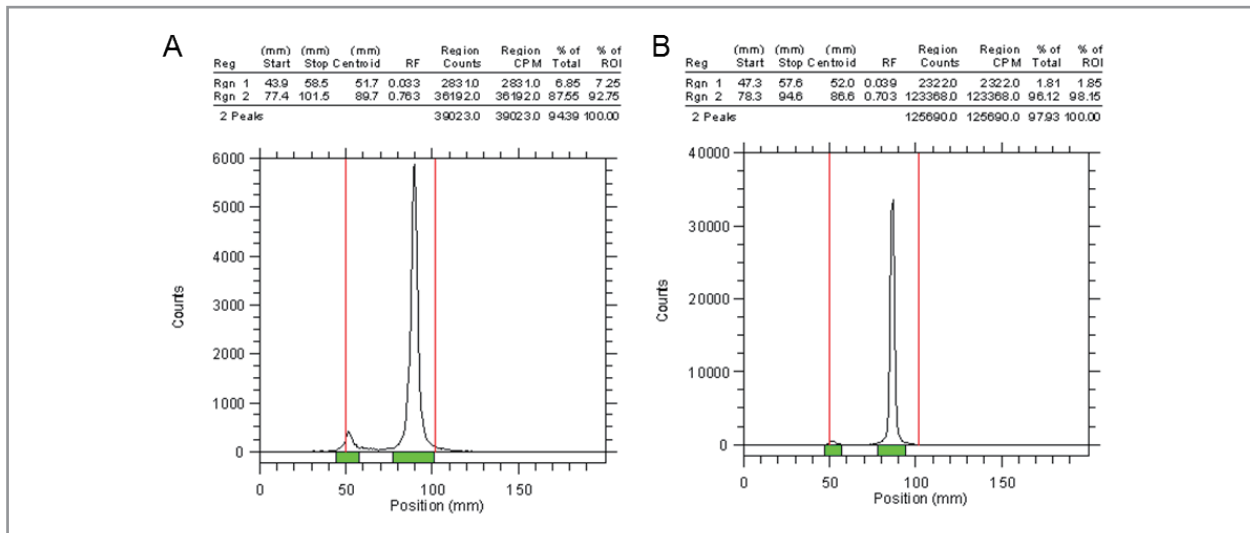 A
(mm) (mm) (mm) Region Region % of % of
Reg Start Stop Centroid RF Counts CPM Total ROI
Rgn 1 43.9 58.5 51.7 0.033 2831.0 2831.0 6.85 7.25
Rgn 2 77.4 101.5 89.7 0.763 36192.0 36192.0 87.55 92.75
2 Peaks 39023.0 39023.0 94.39 100.00
6000
5000
4000
3000
2000
1000
0
Counts
0 50 100 150
Position (mm)
B
(mm) (mm) (mm) Region Region % of % of
Reg Start Stop Centroid RF Counts CPM Total ROI
Rgn 1 47.3 57.6 52.0 0.039 2322.0 2322.0 1.81 1.85
Rgn 2 78.3 94.6 86.6 0.703 123368.0 123368.0 96.12 98.15
2 Peaks 125690.0 125690.0 97.93 100.00
40000
30000
20000
10000
0
Counts
0 50 100 150
Position (mm)